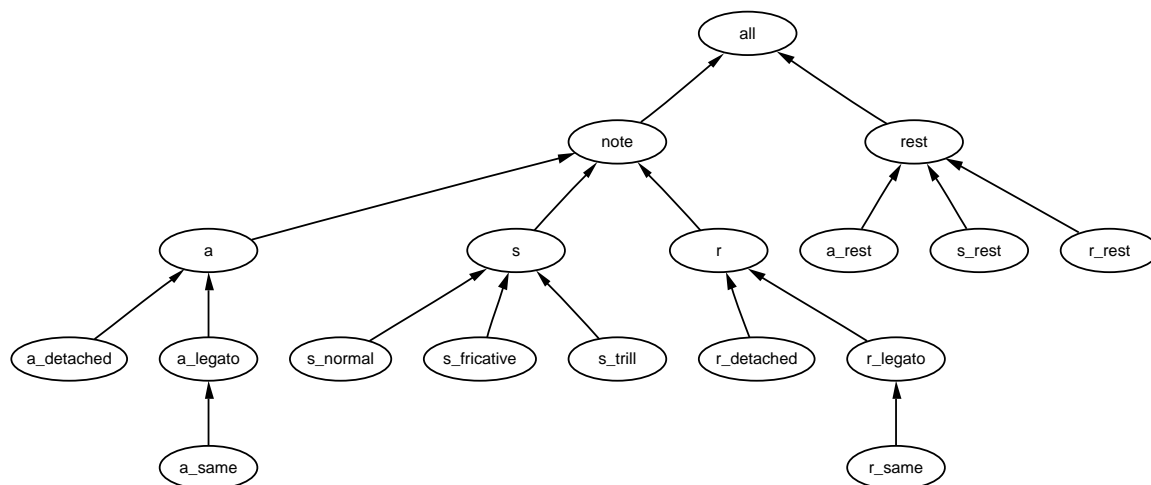 all
note
rest
a
s
r
a_rest
s_rest
r_rest
a_detached
a_legato
s_normal
s_fricative
s_trill
r_detached
r_legato
a_same
r_same